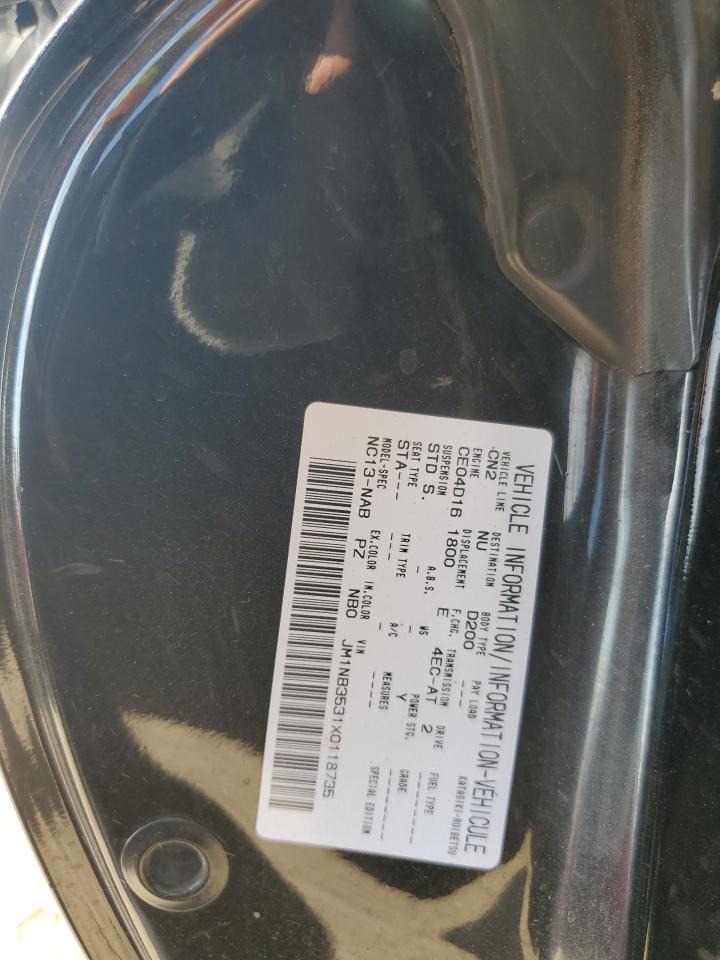 VEHICLE INFORMATION/INFORMATION-VÉHICULE
VEHICLE LINE DESTINATION BODY TYPE PAY LOAD KATASIKI-RUIBETSU
CN2 NU D200 ---
ENGINE DISPLACEMENT F.CHG. TRANSMISSION DRIVE FUEL TYPE
CE04D16 1800 E 4EC-AT 2 ------
SUSPENSION A.B.S. WS POWER STG. GRADE
STD S. - - Y ------
SEAT TYPE TRIM TYPE A/C MEASURES SPECIAL EDITION
STA--- --- - ----
MODEL-SPEC EX.COLOR IN.COLOR VIN
NC13-NAB PZ NB0 JM1NB3531X0118735